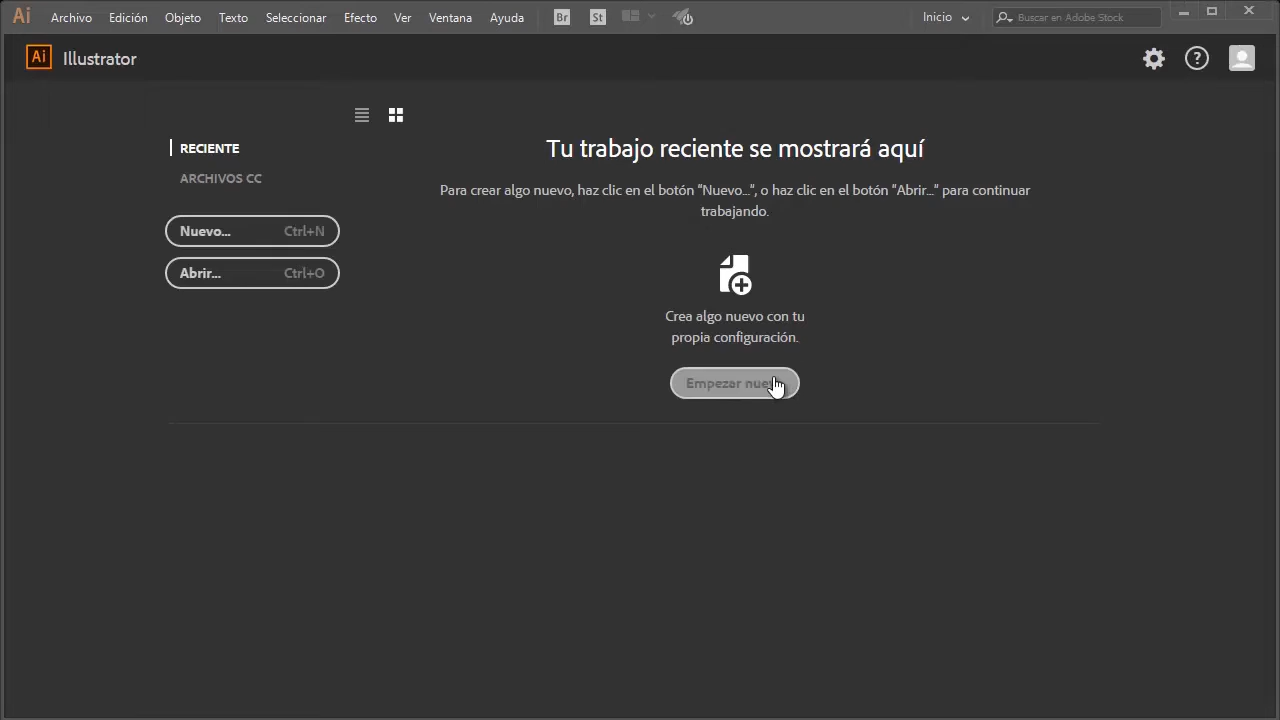 Ai Archivo Edición Objeto Texto Seleccionar Efecto Ver Ventana Ayuda Br St Inicio Buscar en Adobe Stock
Ai Illustrator ?
RECIENTE
ARCHIVOS CC
Nuevo... Ctrl+N
Abrir... Ctrl+O
Tu trabajo reciente se mostrará aquí
Para crear algo nuevo, haz clic en el botón "Nuevo...", o haz clic en el botón "Abrir..." para continuar
trabajando.
Crea algo nuevo con tu
propia configuración.
Empezar